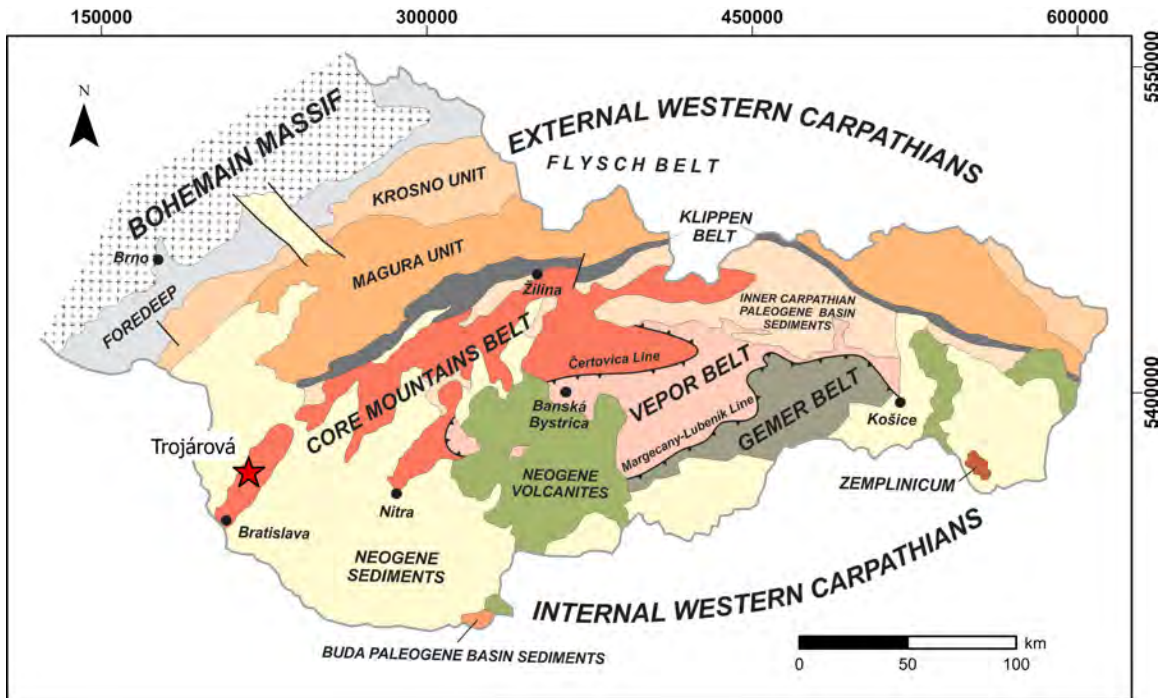 150000
300000
450000
600000
5550000
5400000
N
BOHEMAIN MASSIF
EXTERNAL WESTERN CARPATHIANS
FLYSCH BELT
KROSNO UNIT
KLIPPEN
BELT
Brno
MAGURA UNIT
FOREDEEP
Žilina
INNER CARPATHIAN
PALEOGENE BASIN
SEDIMENTS
CORE MOUNTAINS BELT
Čertovica Line
VEPOR BELT
Banská
Bystrica
Margecany-Lubeník Line
GEMER BELT
Košice
Trojárová
NEOGENE
VOLCANITES
ZEMPLINICUM
Nitra
Bratislava
NEOGENE
SEDIMENTS
INTERNAL WESTERN CARPATHIANS
BUDA PALEOGENE BASIN SEDIMENTS
km
0
50
100